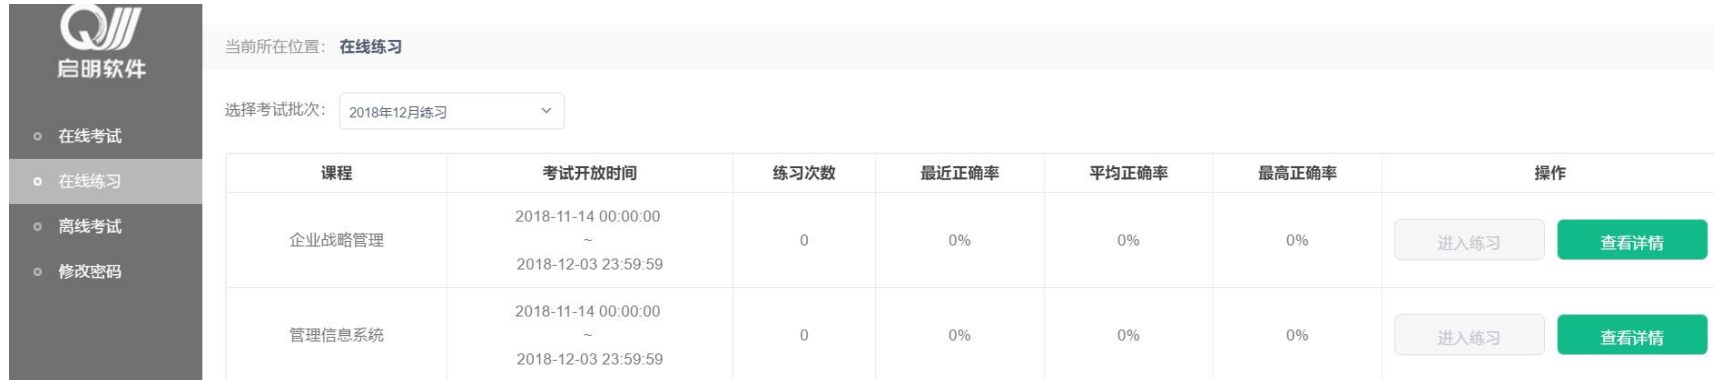 启明软件
在线考试
在线练习
离线考试
修改密码
当前所在位置： 在线练习
选择考试批次： 2018年12月练习
课程 考试开放时间 练习次数 最近正确率 平均正确率 最高正确率 操作
企业战略管理 2018-11-14 00:00:00 ~ 2018-12-03 23:59:59 0 0% 0% 0% 进入练习 查看详情
管理信息系统 2018-11-14 00:00:00 ~ 2018-12-03 23:59:59 0 0% 0% 0% 进入练习 查看详情